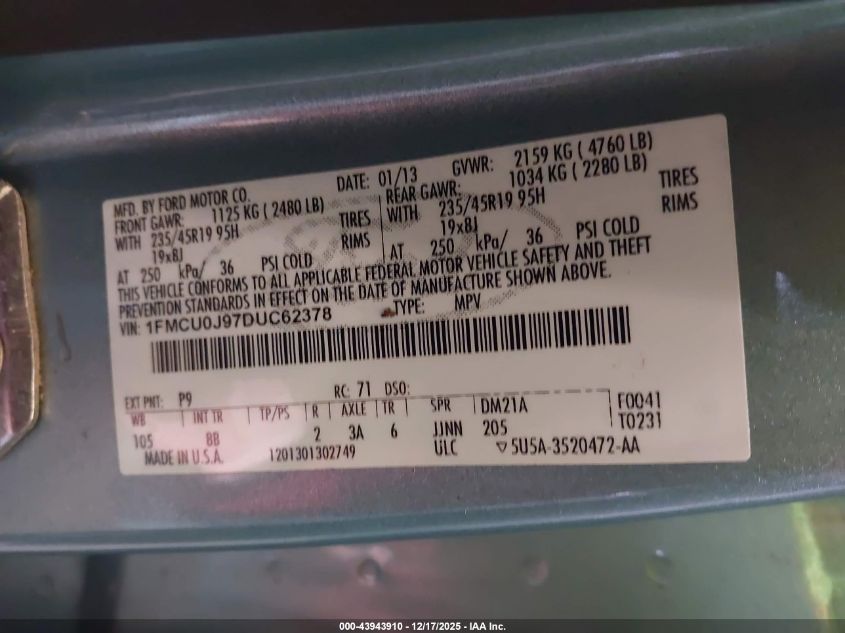 MFD. BY FORD MOTOR CO. DATE: 01/13 GVWR: 2159 KG ( 4760 LB)
FRONT GAWR: 1125 KG ( 2480 LB) REAR GAWR: 1034 KG ( 2280 LB)
WITH 235/45R19 95H TIRES WITH 235/45R19 95H TIRES
19x8J RIMS 19x8J RIMS
AT 250 kPa/ 36 PSI COLD AT 250 kPa/ 36 PSI COLD
THIS VEHICLE CONFORMS TO ALL APPLICABLE FEDERAL MOTOR VEHICLE SAFETY AND THEFT
PREVENTION STANDARDS IN EFFECT ON THE DATE OF MANUFACTURE SHOWN ABOVE.
VIN: 1FMCU0J97DUC62378 TYPE: MPV
EXT PNT: P9 RC: 71 DSO:
WB INT TR TP/PS R AXLE TR SPR DM21A F0041
105 8B 2 3A 6 JJNN 205 T0231
MADE IN U.S.A. 1201301302749 ULC ▽5U5A-3520472-AA
000-43943910 - 12/17/2025 - IAA Inc.